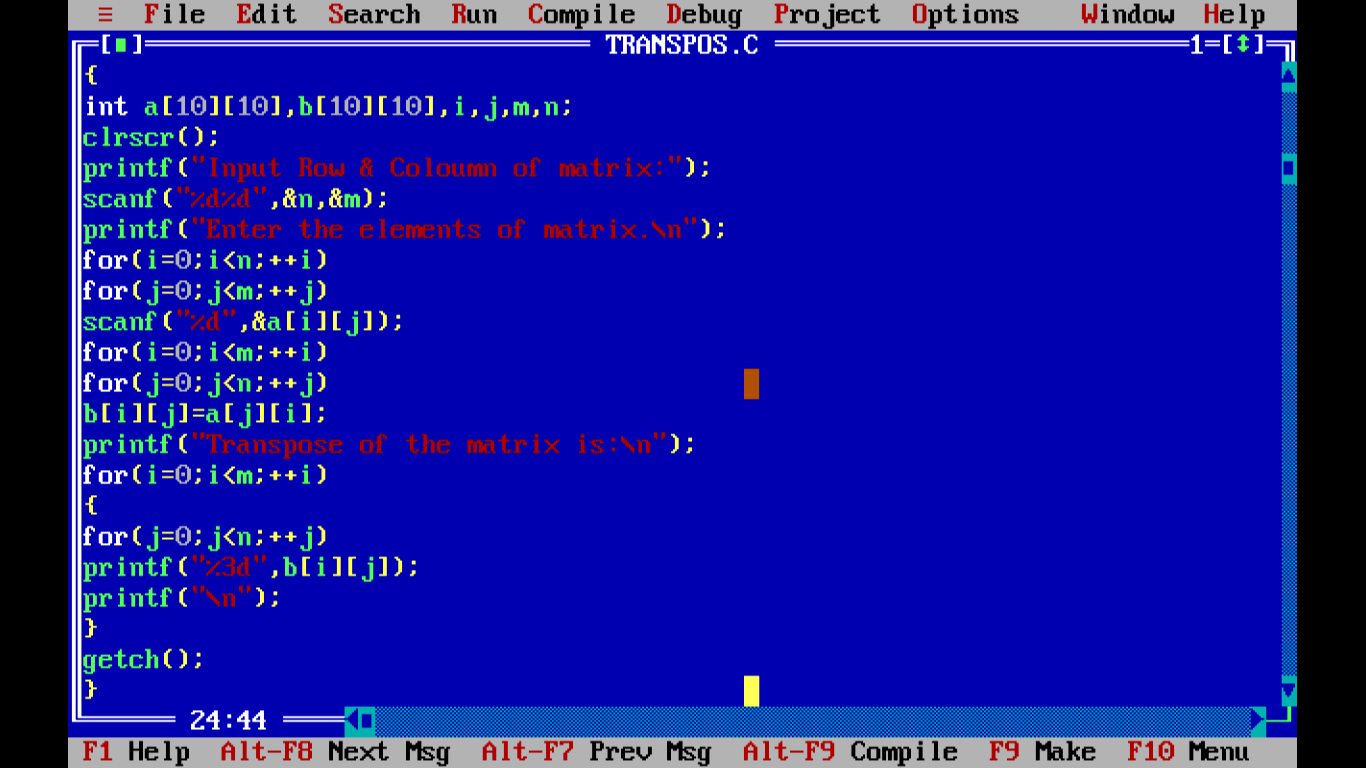 ≡ File Edit Search Run Compile Debug Project Options Window Help
[■] TRANSPOS.C 1=[↕]
{
int a[10][10],b[10][10],i,j,m,n;
clrscr();
printf("Input Row & Coloumn of matrix:");
scanf("%d%d",&n,&m);
printf("Enter the elements of matrix.\n");
for(i=0;i<n;++i)
for(j=0;j<m;++j)
scanf("%d",&a[i][j]);
for(i=0;i<m;++i)
for(j=0;j<n;++j)
b[i][j]=a[j][i];
printf("Transpose of the matrix is:\n");
for(i=0;i<m;++i)
{
for(j=0;j<n;++j)
printf("%3d",b[i][j]);
printf("\n");
}
getch();
}
24:44
F1 Help Alt-F8 Next Msg Alt-F7 Prev Msg Alt-F9 Compile F9 Make F10 Menu